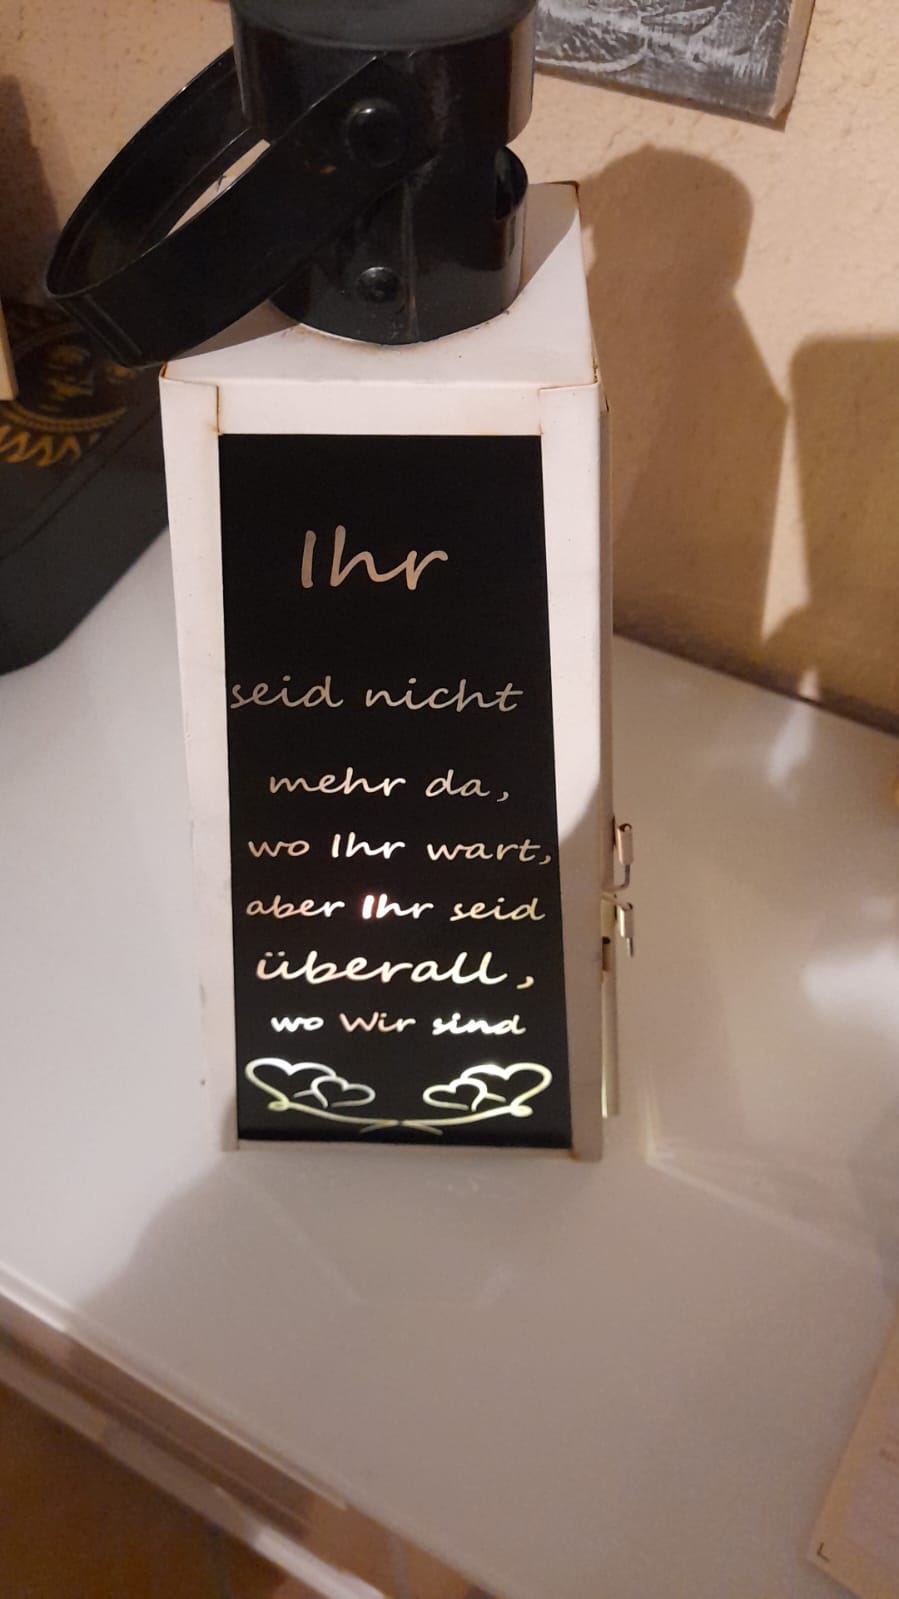 Ihr
seid nicht
mehr da,
wo Ihr wart,
aber Ihr seid
überall,
wo Wir sind